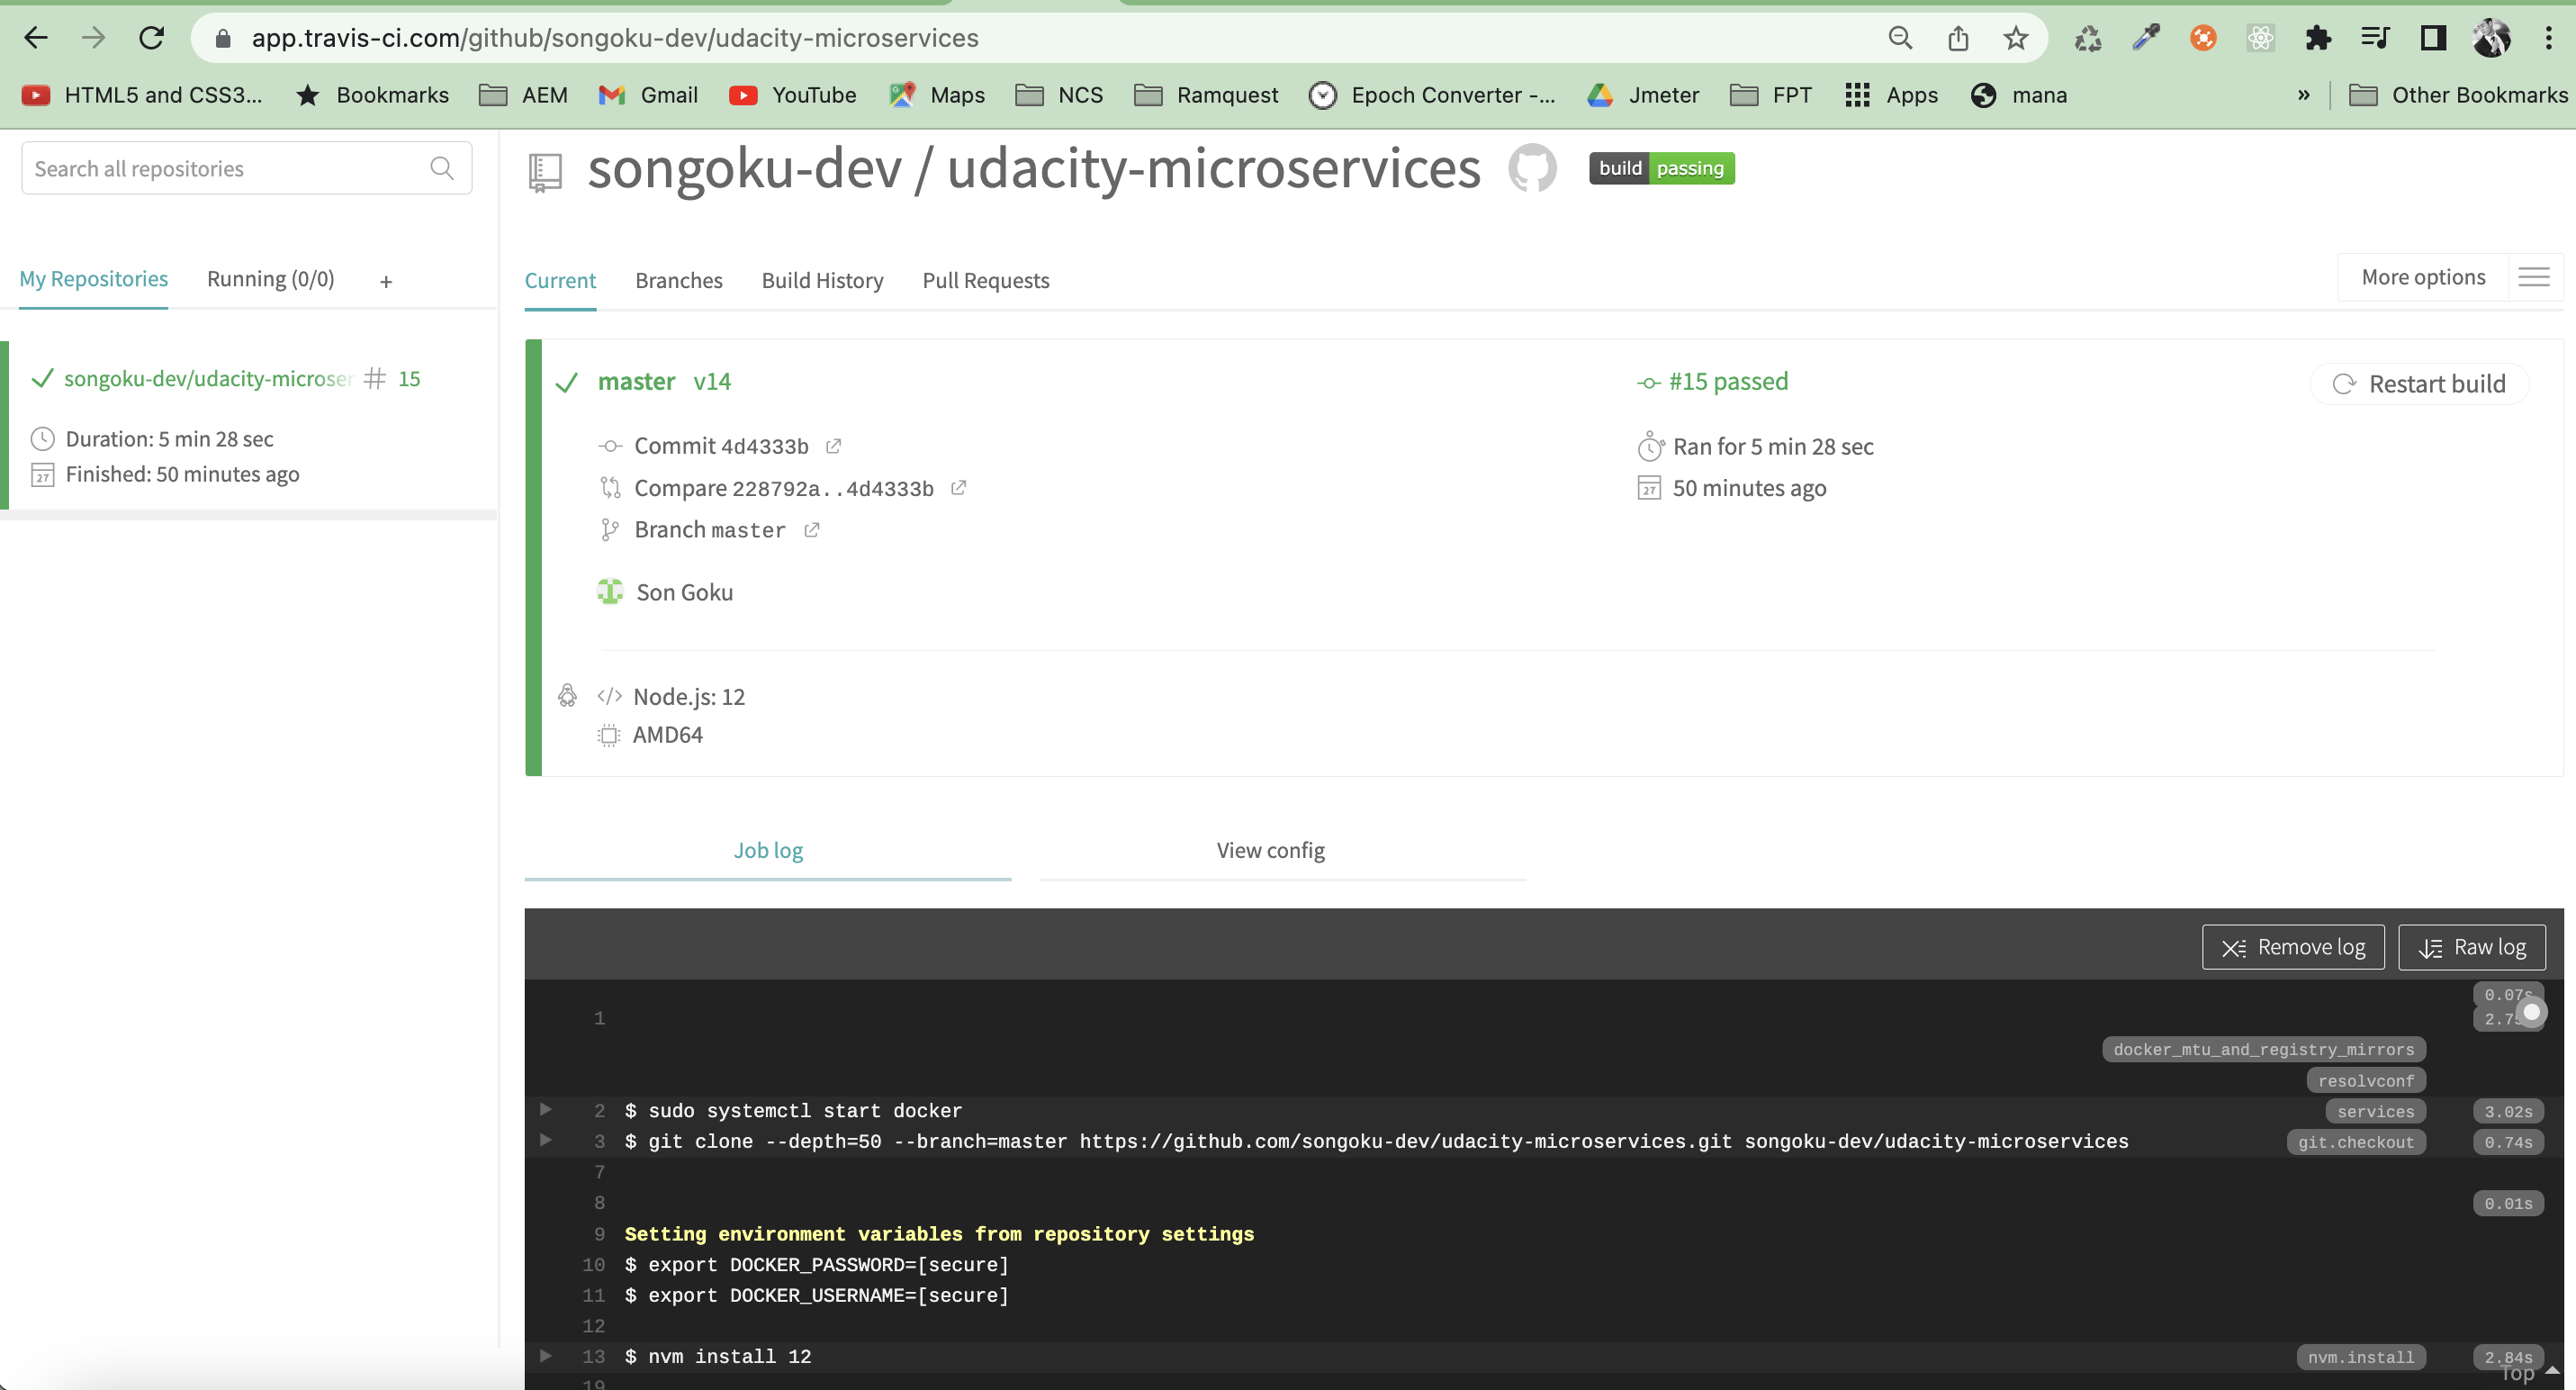 app.travis-ci.com/github/songoku-dev/udacity-microservices
HTML5 and CSS3... Bookmarks AEM Gmail YouTube Maps NCS Ramquest Epoch Converter -... Jmeter FPT Apps mana » Other Bookmarks
Search all repositories
songoku-dev / udacity-microservices build passing
My Repositories Running (0/0) +
Current Branches Build History Pull Requests More options
songoku-dev/udacity-microser # 15
Duration: 5 min 28 sec
Finished: 50 minutes ago
master v14 #15 passed Restart build
Commit 4d4333b Ran for 5 min 28 sec
Compare 228792a..4d4333b 50 minutes ago
Branch master
Son Goku
Node.js: 12
AMD64
Job log View config
Remove log Raw log
0.07s
1
docker_mtu_and_registry_mirrors
resolvconf
2 $ sudo systemctl start docker services 3.02s
3 $ git clone --depth=50 --branch=master https://github.com/songoku-dev/udacity-microservices.git songoku-dev/udacity-microservices git.checkout 0.74s
7
8 0.01s
9 Setting environment variables from repository settings
10 $ export DOCKER_PASSWORD=[secure]
11 $ export DOCKER_USERNAME=[secure]
12
13 $ nvm install 12 nvm.install 2.84s
19 Top